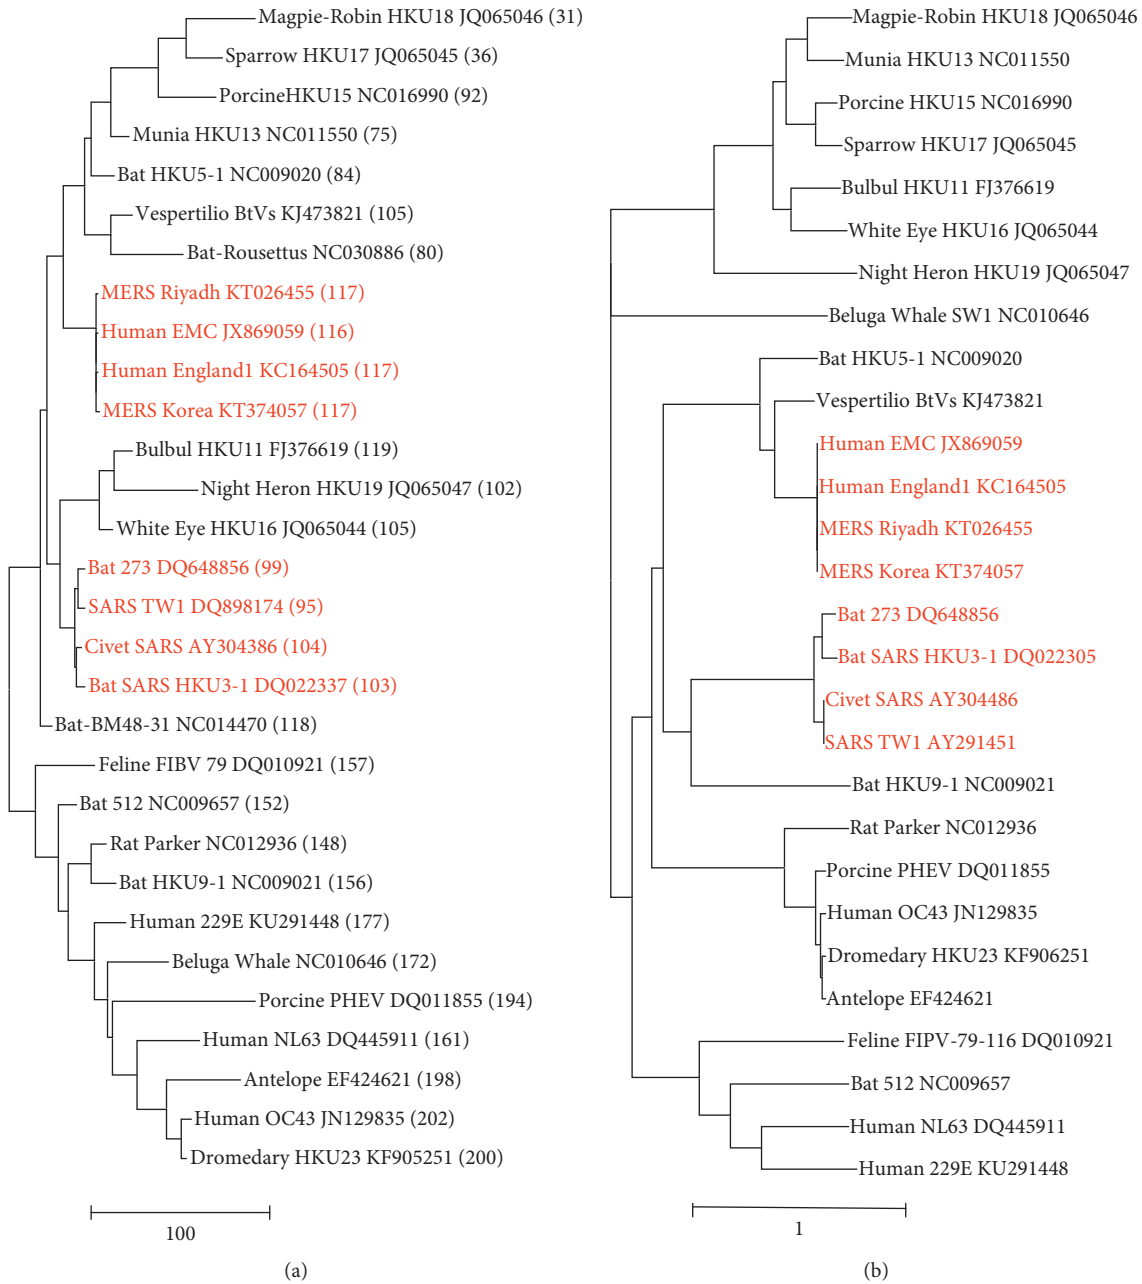 Magpie-Robin HKU18 JQ065046 (31)
Sparrow HKU17 JQ065045 (36)
PorcineHKU15 NC016990 (92)
Munia HKU13 NC011550 (75)
Bat HKU5-1 NC009020 (84)
Vespertilio BtVs KJ473821 (105)
Bat-Rousettus NC030886 (80)
MERS Riyadh KT026455 (117)
Human EMC JX869059 (116)
Human England1 KC164505 (117)
MERS Korea KT374057 (117)
Bulbul HKU11 FJ376619 (119)
Night Heron HKU19 JQ065047 (102)
White Eye HKU16 JQ065044 (105)
Bat 273 DQ648856 (99)
SARS TW1 DQ898174 (95)
Civet SARS AY304386 (104)
Bat SARS HKU3-1 DQ022337 (103)
Bat-BM48-31 NC014470 (118)
Feline FIBV 79 DQ010921 (157)
Bat 512 NC009657 (152)
Rat Parker NC012936 (148)
Bat HKU9-1 NC009021 (156)
Human 229E KU291448 (177)
Beluga Whale NC010646 (172)
Porcine PHEV DQ011855 (194)
Human NL63 DQ445911 (161)
Antelope EF424621 (198)
Human OC43 JN129835 (202)
Dromedary HKU23 KF905251 (200)
100
(a)
Magpie-Robin HKU18 JQ065046
Munia HKU13 NC011550
Porcine HKU15 NC016990
Sparrow HKU17 JQ065045
Bulbul HKU11 FJ376619
White Eye HKU16 JQ065044
Night Heron HKU19 JQ065047
Beluga Whale SW1 NC010646
Bat HKU5-1 NC009020
Vespertilio BtVs KJ473821
Human EMC JX869059
Human England1 KC164505
MERS Riyadh KT026455
MERS Korea KT374057
Bat 273 DQ648856
Bat SARS HKU3-1 DQ022305
Civet SARS AY304486
SARS TW1 AY291451
Bat HKU9-1 NC009021
Rat Parker NC012936
Porcine PHEV DQ011855
Human OC43 JN129835
Dromedary HKU23 KF906251
Antelope EF424621
Feline FIPV-79-116 DQ010921
Bat 512 NC009657
Human NL63 DQ445911
Human 229E KU291448
1
(b)